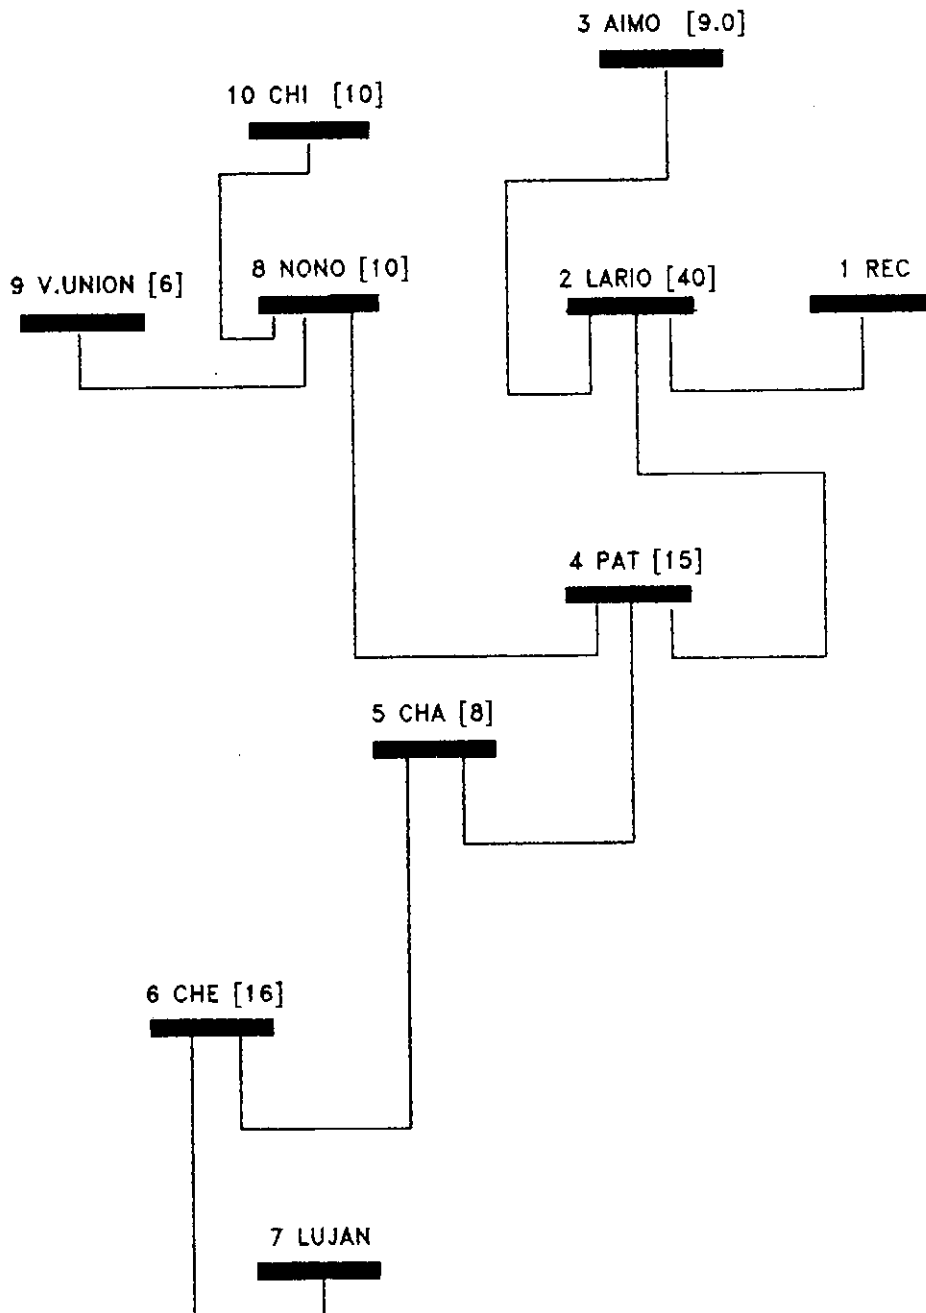 3 AIMO [9.0]
10 CHI [10]
9 V.UNION [6]
8 NONO [10]
2 LARIO [40]
1 REC
4 PAT [15]
5 CHA [8]
6 CHE [16]
7 LUJAN